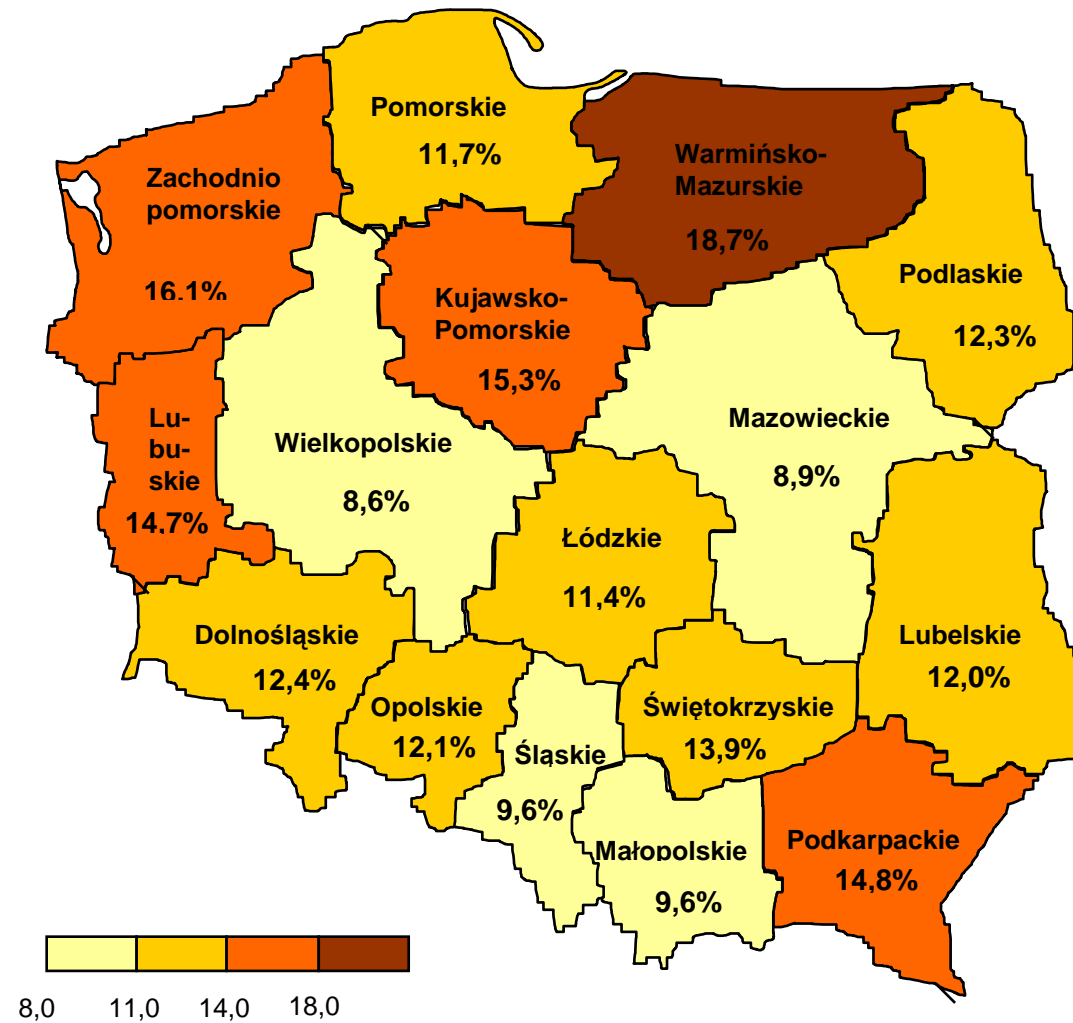 Pomorskie
11,7%
Warmińsko-
Mazurskie
18,7%
Zachodnio
pomorskie
16,1%
Podlaskie
12,3%
Kujawsko-
Pomorskie
15,3%
Lu-
bu-
skie
14,7%
Wielkopolskie
8,6%
Mazowieckie
8,9%
Łódzkie
11,4%
Dolnośląskie
12,4%
Lubelskie
12,0%
Opolskie
12,1%
Śląskie
9,6%
Świętokrzyskie
13,9%
Małopolskie
9,6%
Podkarpackie
14,8%
8,0 11,0 14,0 18,0